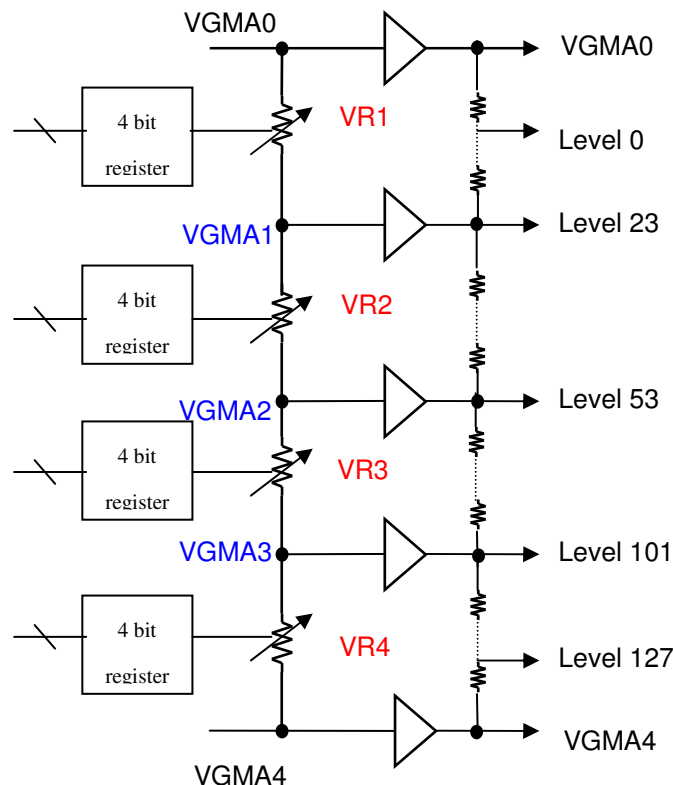 VGMA0
VGMA0
4 bit
register
VR1
Level 0
VGMA1
Level 23
4 bit
register
VR2
VGMA2
Level 53
4 bit
register
VR3
VGMA3
Level 101
4 bit
register
VR4
Level 127
VGMA4
VGMA4